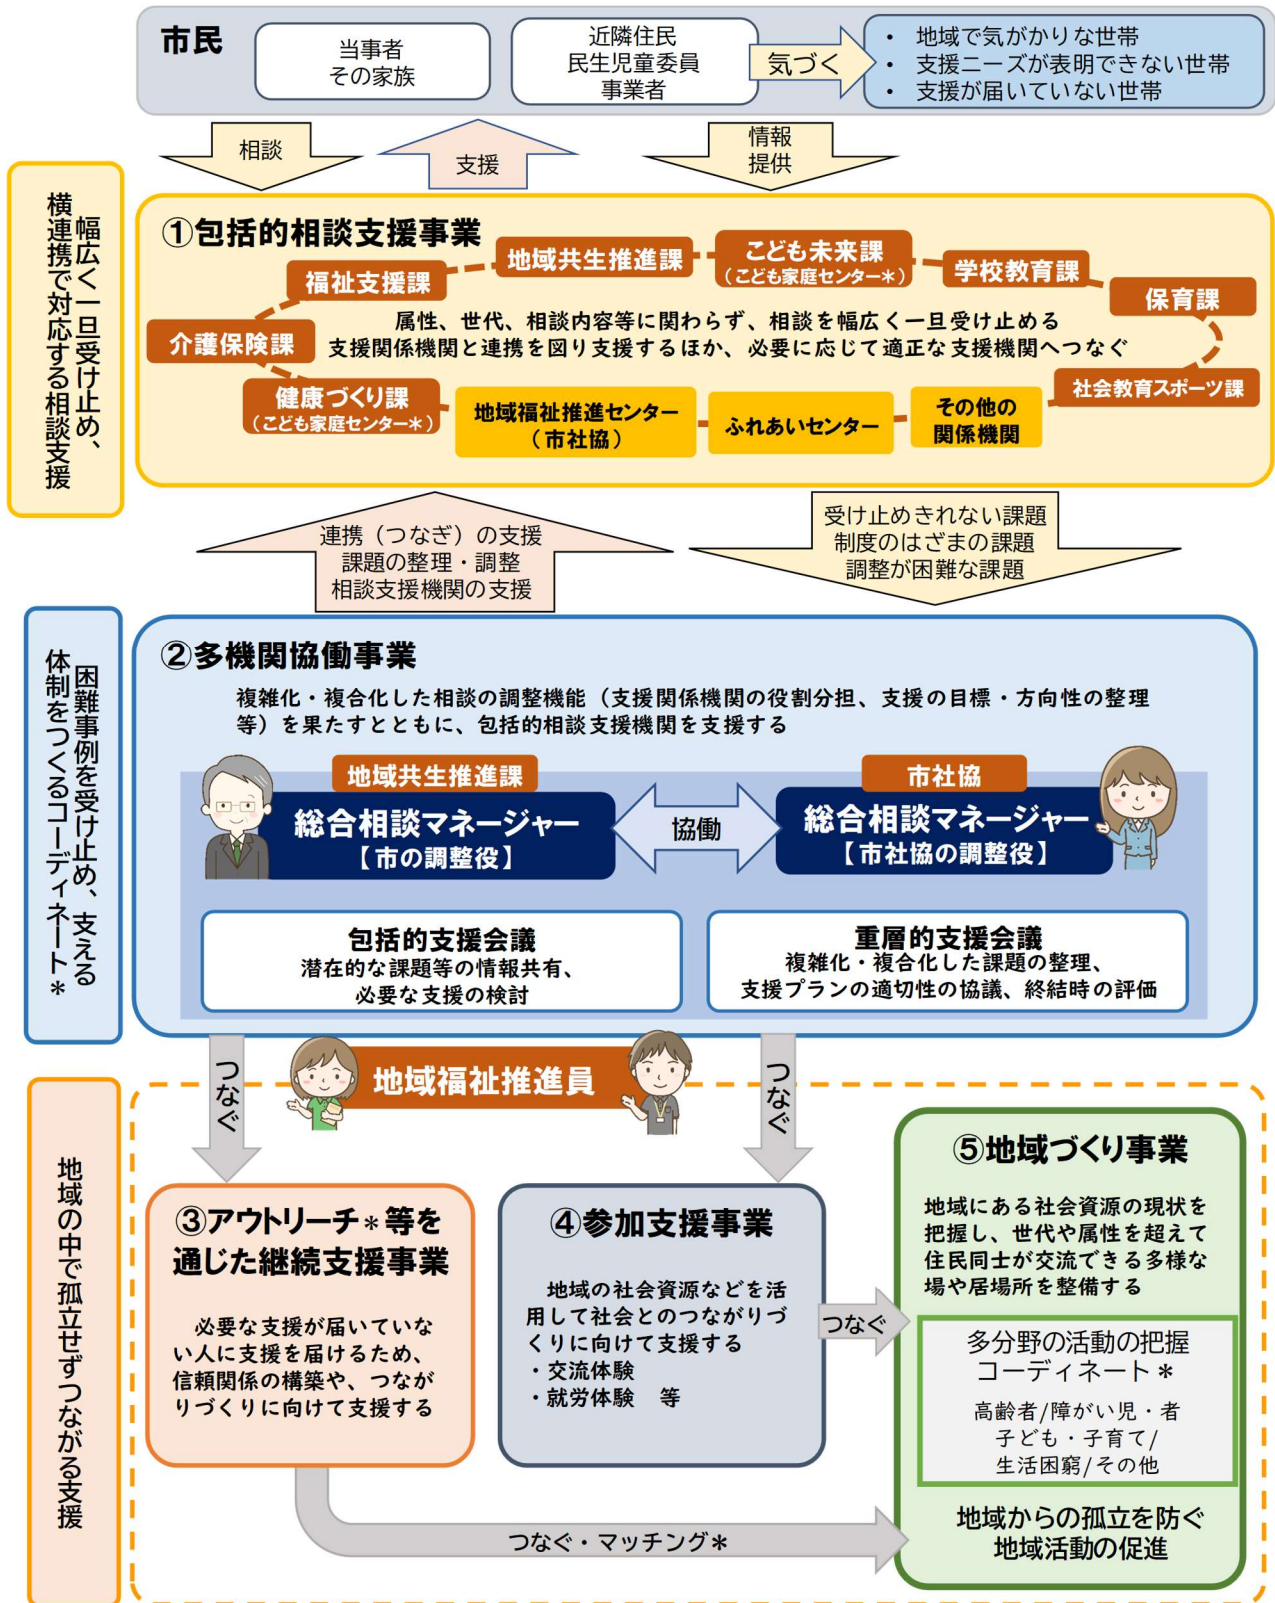 市民
当事者
その家族
近隣住民
民生児童委員
事業者
気づく
・ 地域で気がかりな世帯
・ 支援ニーズが表明できない世帯
・ 支援が届いていない世帯
相談
支援
情報
提供
幅広く一旦受け止め、
横連携で対応する相談支援
①包括的相談支援事業
福祉支援課
地域共生推進課
こども未来課
(こども家庭センター＊)
学校教育課
保育課
介護保険課
属性、世代、相談内容等に関わらず、相談を幅広く一旦受け止める
支援関係機関と連携を図り支援するほか、必要に応じて適正な支援機関へつなぐ
健康づくり課
(こども家庭センター＊)
地域福祉推進センター
(市社協)
ふれあいセンター
その他の
関係機関
社会教育スポーツ課
連携（つなぎ）の支援
課題の整理・調整
相談支援機関の支援
受け止めきれない課題
制度のはざまの課題
調整が困難な課題
困難事例を受け止め、支える
体制をつくるコーディネート＊
②多機関協働事業
複雑化・複合化した相談の調整機能（支援関係機関の役割分担、支援の目標・方向性の整理
等）を果たすとともに、包括的相談支援機関を支援する
地域共生推進課
総合相談マネージャー
【市の調整役】
協働
市社協
総合相談マネージャー
【市社協の調整役】
包括的支援会議
潜在的な課題等の情報共有、
必要な支援の検討
重層的支援会議
複雑化・複合化した課題の整理、
支援プランの適切性の協議、終結時の評価
つなぐ
地域福祉推進員
つなぐ
地域の中で孤立せずつながる支援
③アウトリーチ＊等を
通じた継続支援事業
必要な支援が届いていな
い人に支援を届けるため、
信頼関係の構築や、つなが
りづくりに向けて支援する
④参加支援事業
地域の社会資源などを活
用して社会とのつながりづ
くりに向けて支援する
・交流体験
・就労体験　等
つなぐ
⑤地域づくり事業
地域にある社会資源の現状を
把握し、世代や属性を超えて
住民同士が交流できる多様な
場や居場所を整備する
多分野の活動の把握
コーディネート＊
高齢者/障がい児・者
子ども・子育て/
生活困窮/その他
地域からの孤立を防ぐ
地域活動の促進
つなぐ・マッチング＊